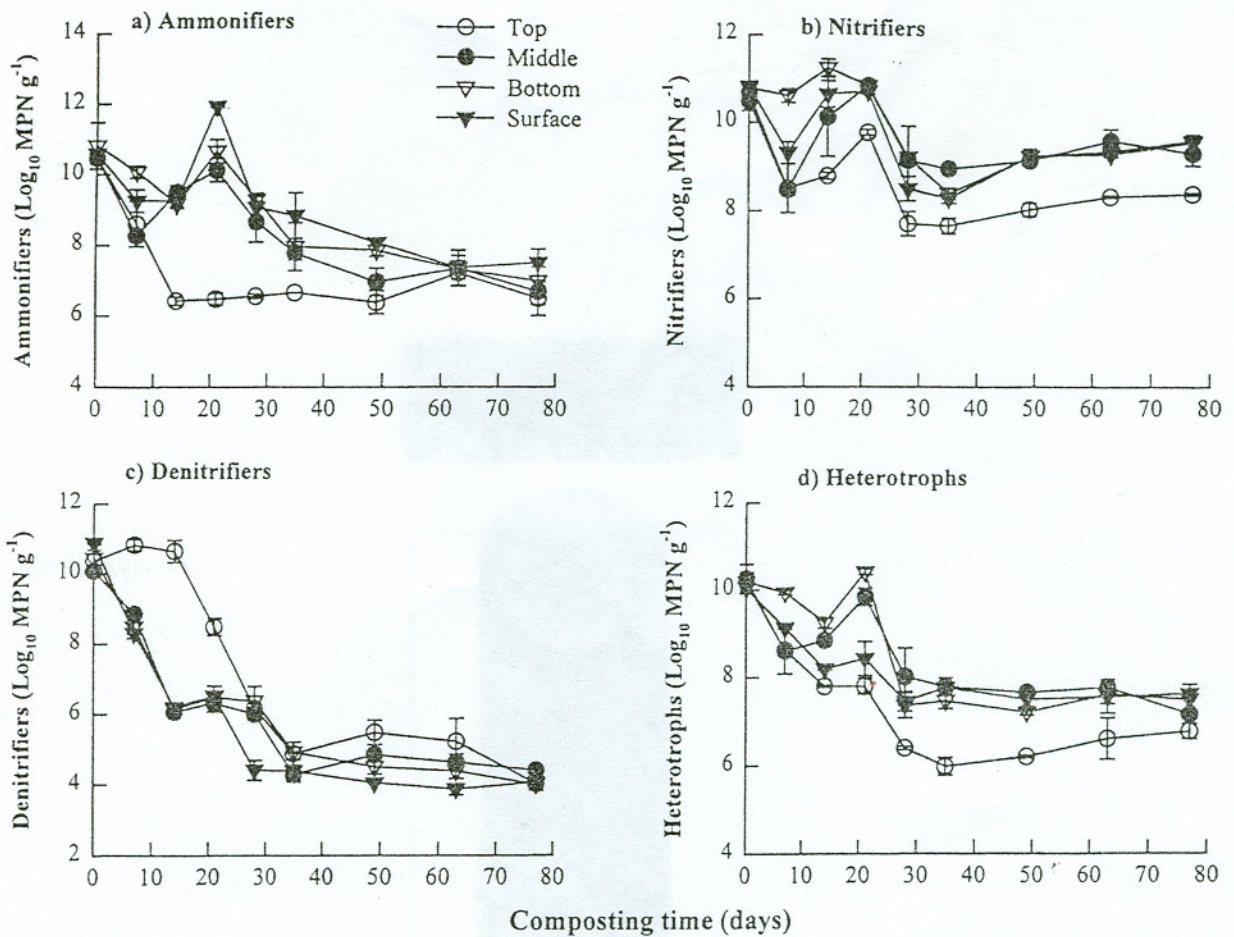 a) Ammonifiers
Top
Middle
Bottom
Surface
Ammonifiers (Log10 MPN g-1)
14
12
10
8
6
4
0 10 20 30 40 50 60 70 80
b) Nitrifiers
Nitrifiers (Log10 MPN g-1)
12
10
8
6
4
0 10 20 30 40 50 60 70 80
c) Denitrifiers
Denitrifiers (Log10 MPN g-1)
12
10
8
6
4
2
0 10 20 30 40 50 60 70 80
d) Heterotrophs
Heterotrophs (Log10 MPN g-1)
12
10
8
6
4
0 10 20 30 40 50 60 70 80
Composting time (days)